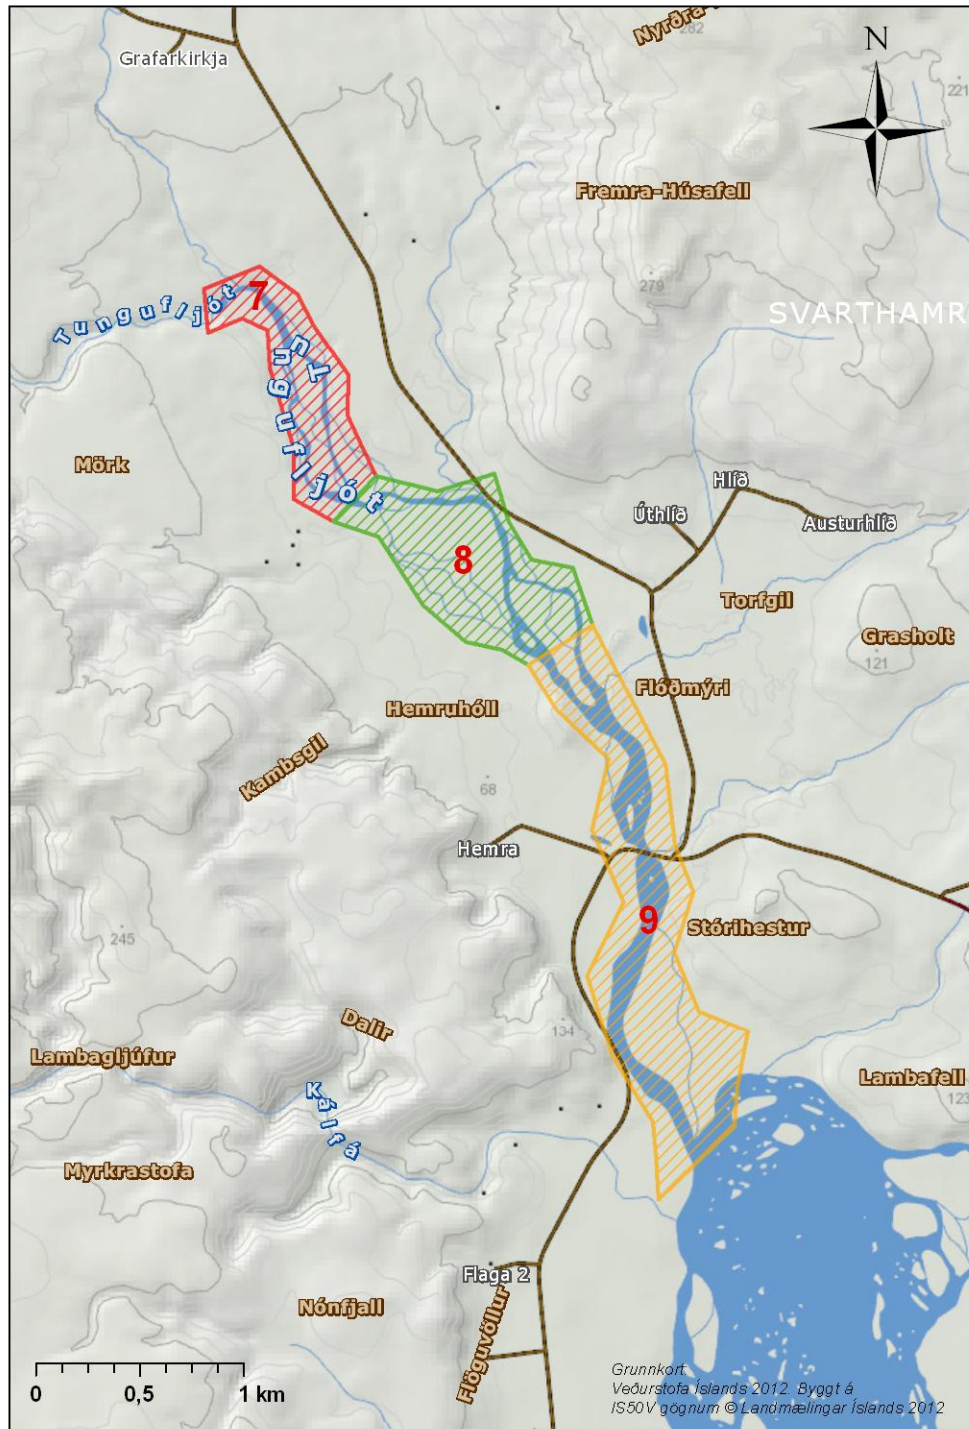 Nyrðra-
282
Grafarkirkja
N
221
Fremra-Húsafell
279
SVARTHAMR
7
Tungufljót
Tungufljót
Mörk
Hlíð
Úthlíð
Austurhlíð
8
Torfgil
Grasholt
121
Flóðmýri
Hemruhóll
Kambsgil
68
Hemra
9
Stórihestur
245
134
Dalir
Lambagljúfur
Lambafell
123
Kálfá
Myrkrastofa
Flaga 2
Nónfjall
Flöguvöllur
0 0,5 1 km
Grunnkort
Veðurstofa Íslands 2012. Byggt á
IS50V gögnum © Landmælingar Íslands 2012